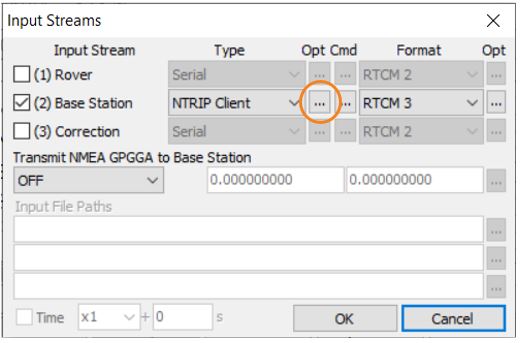 Input Streams
Input Stream Type Opt Cmd Format Opt
(1) Rover Serial ... ... RTCM 2 ...
(2) Base Station NTRIP Client ... ... RTCM 3 ...
(3) Correction Serial ... ... RTCM 2 ...
Transmit NMEA GPGGA to Base Station
OFF 0.000000000 0.000000000 ...
Input File Paths
...
...
...
Time x1 + 0 s OK Cancel